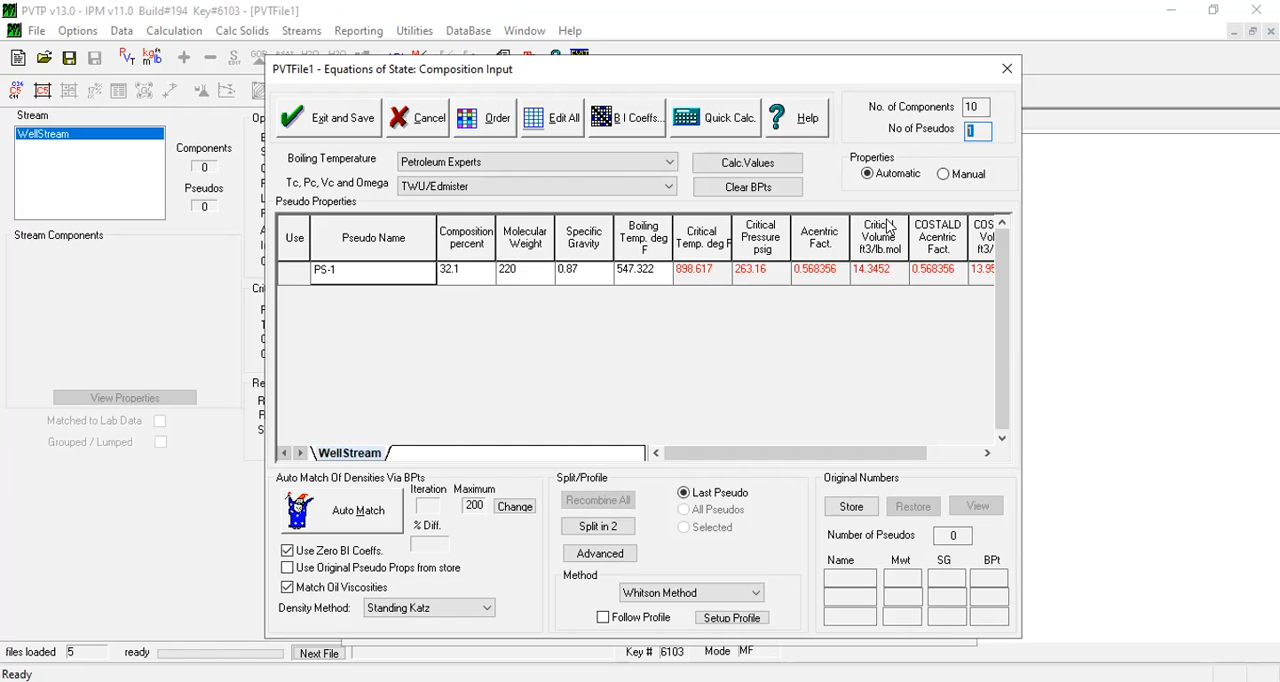 PVTP v13.0 - IPM v11.0 Build#194 Key#6103 - [PVTFile1]
File Options Data Calculation Calc Solids Streams Reporting Utilities DataBase Window Help
PVTFile1 - Equations of State: Composition Input
Exit and Save Cancel Order Edit All B I Coeffs... Quick Calc. Help
No. of Components 10
No of Pseudos 1
Stream
WellStream
Components
0
Pseudos
0
Boiling Temperature Petroleum Experts Calc.Values
Tc, Pc, Vc and Omega TWU/Edmister Clear BPts
Properties
Automatic Manual
Pseudo Properties
Use Pseudo Name Composition percent Molecular Weight Specific Gravity Boiling Temp. deg F Critical Temp. deg F Critical Pressure psig Acentric Fact. Critical Volume ft3/lb.mol COSTALD Acentric Fact.
PS-1 32.1 220 0.87 547.322 898.617 263.16 0.568356 14.3452 0.568356 13.95
Stream Components
View Properties
Matched to Lab Data
Grouped / Lumped
WellStream
Auto Match Of Densities Via BPts
Auto Match
Iteration Maximum
200 Change
% Diff.
Use Zero BI Coeffs.
Use Original Pseudo Props from store
Match Oil Viscosities
Density Method: Standing Katz
Split/Profile
Recombine All
Split in 2
Advanced
Last Pseudo
All Pseudos
Selected
Method
Whitson Method
Follow Profile Setup Profile
Original Numbers
Store Restore View
Number of Pseudos 0
Name Mwt SG BPt
files loaded 5 ready Next File Key # 6103 Mode MF
Ready